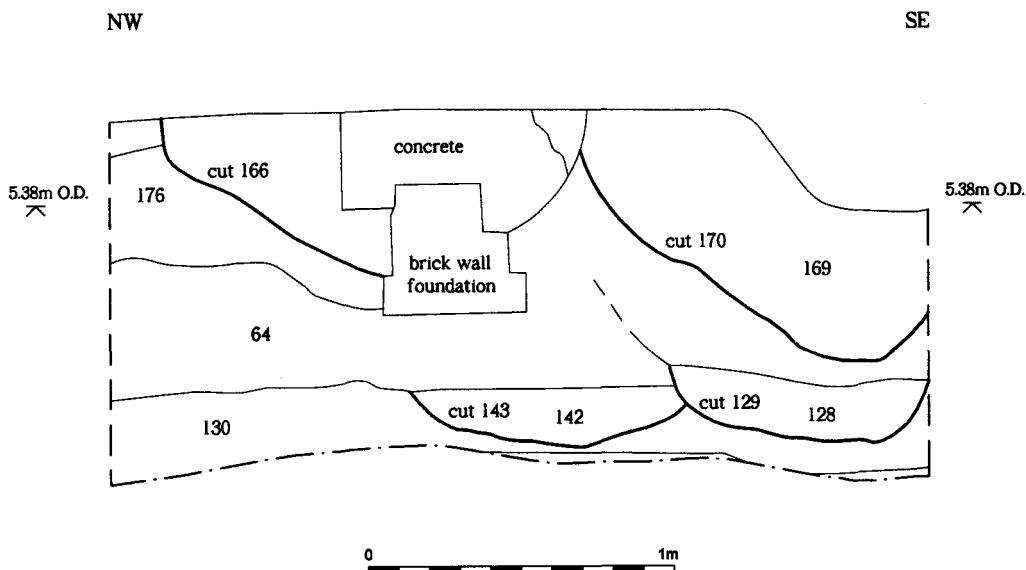 NW
SE
concrete
cut 166
176
5.38m O.D.
5.38m O.D.
cut 170
169
brick wall
foundation
64
130
cut 143
142
cut 129
128
0
1m